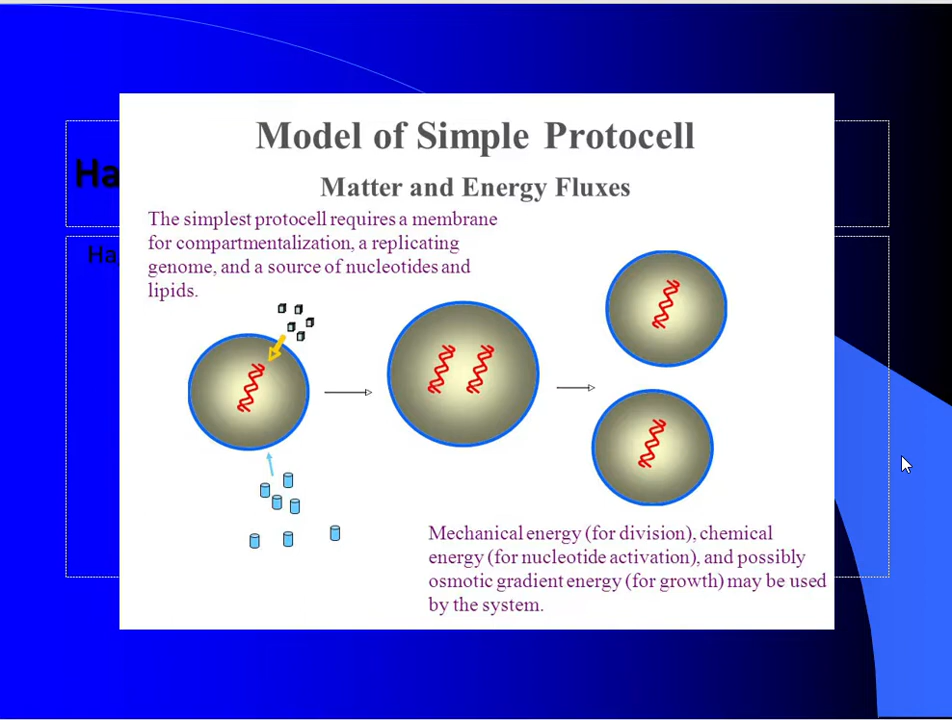 Model of Simple Protocell
Matter and Energy Fluxes
The simplest protocell requires a membrane
for compartmentalization, a replicating
genome, and a source of nucleotides and
lipids.
Mechanical energy (for division), chemical
energy (for nucleotide activation), and possibly
osmotic gradient energy (for growth) may be used
by the system.